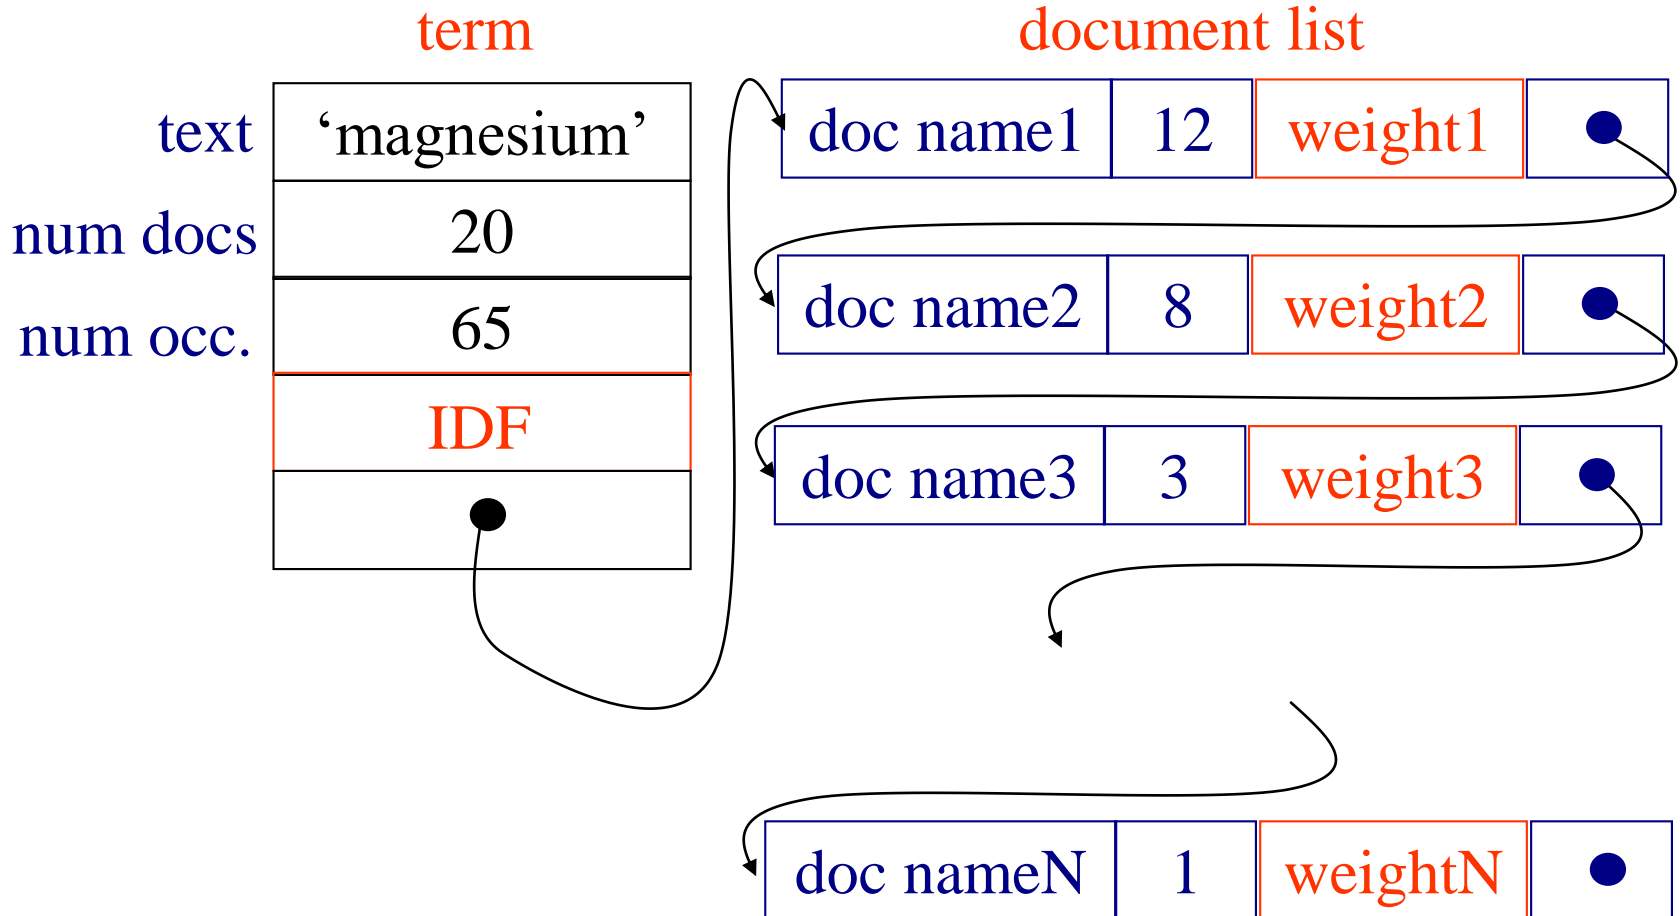 term
document list
text
‘magnesium’
num docs
20
num occ.
65
IDF
doc name1 12 weight1
doc name2 8 weight2
doc name3 3 weight3
doc nameN 1 weightN